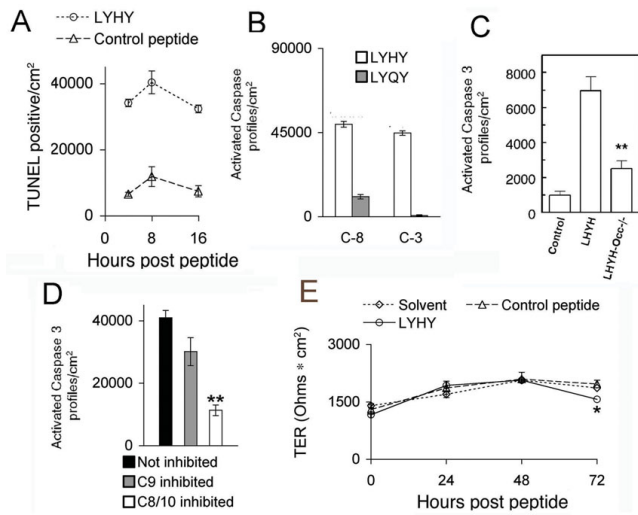 A
LYHY
Control peptide
TUNEL positive/cm²
40000
20000
0
0
8
16
Hours post peptide
B
Activated Caspase
profiles/cm²
90000
45000
0
LYHY
LYQY
C-8
C-3
C
Activated Caspase 3
profiles/cm²
8000
6000
4000
2000
0
**
Control
LHYH
LHYH-Occ-/-
D
Activated Caspase 3
profiles/cm²
40000
20000
0
**
Not inhibited
C9 inhibited
C8/10 inhibited
E
Solvent
Control peptide
LYHY
TER (Ohms * cm²)
3000
1500
0
*
0
24
48
72
Hours post peptide